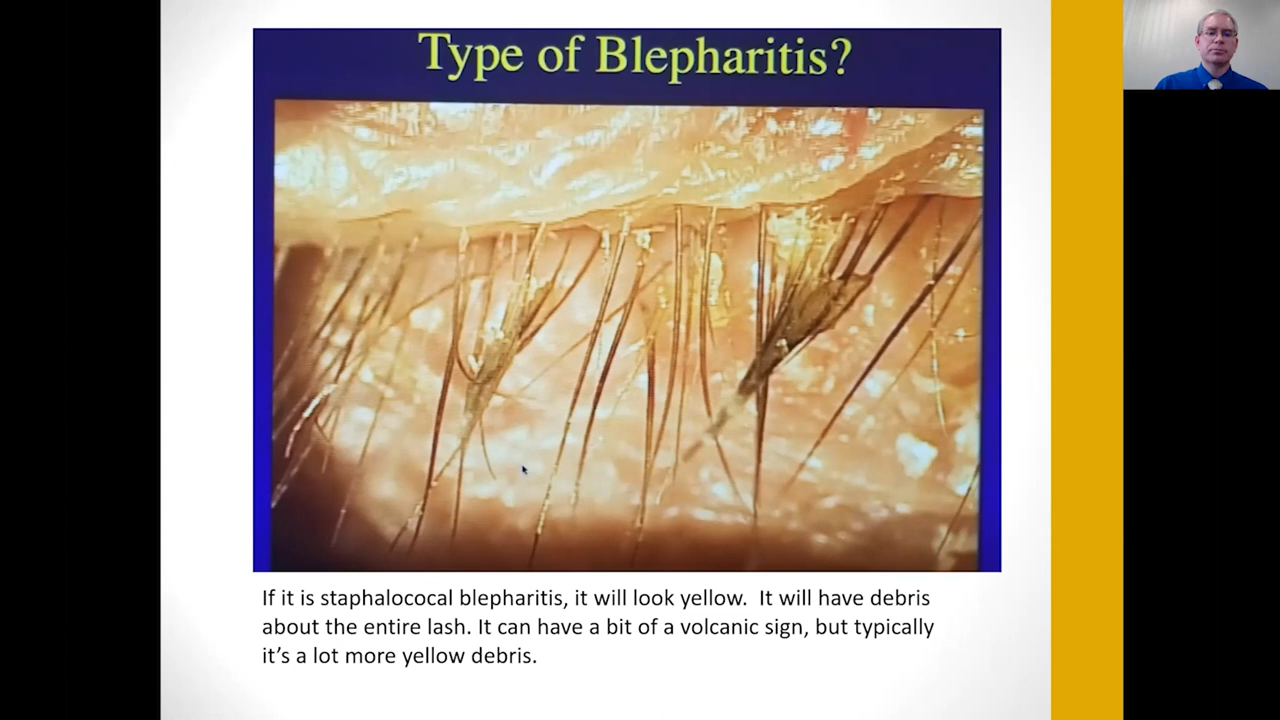 Type of Blepharitis?
If it is staphalococal blepharitis, it will look yellow.  It will have debris
about the entire lash. It can have a bit of a volcanic sign, but typically
it's a lot more yellow debris.